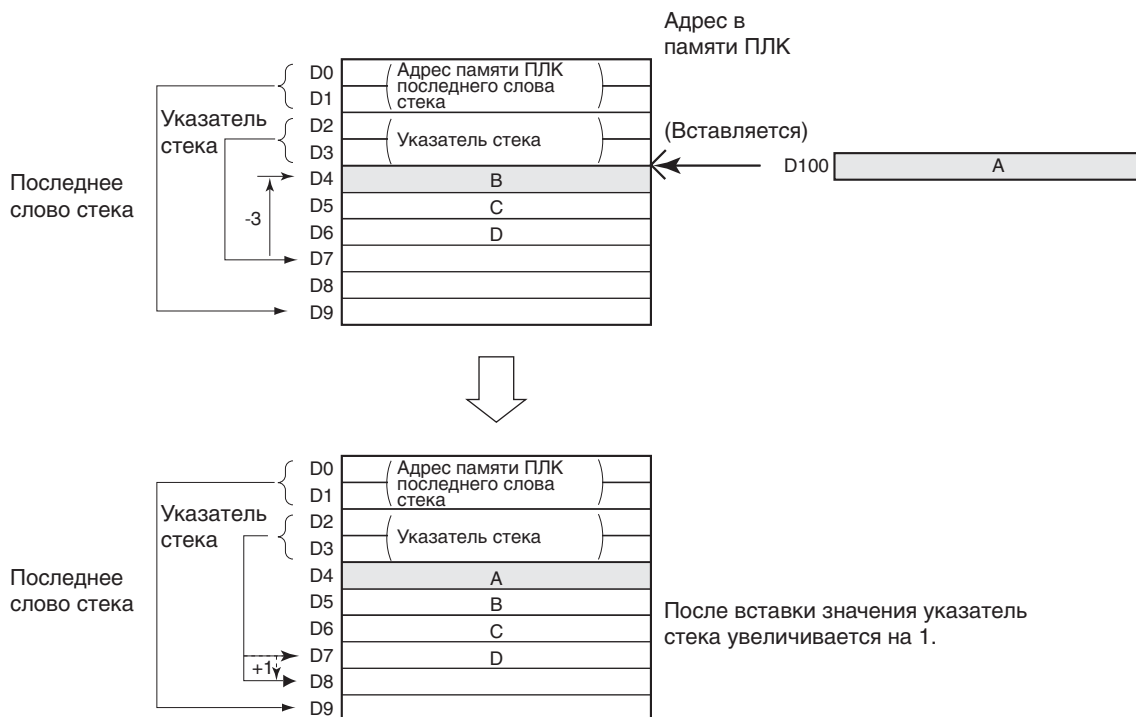 Адрес в
памяти ПЛК
D0
Адрес памяти ПЛК
последнего слова
стека
D1
Указатель
стека
D2
Указатель стека
D3
(Вставляется)
D100
A
Последнее
слово стека
D4
B
-3
D5
C
D6
D
D7
D8
D9
D0
Адрес памяти ПЛК
последнего слова
стека
D1
Указатель
стека
D2
Указатель стека
D3
Последнее
слово стека
D4
A
D5
B
После вставки значения указатель
стека увеличивается на 1.
D6
C
D7
D
+1
D8
D9